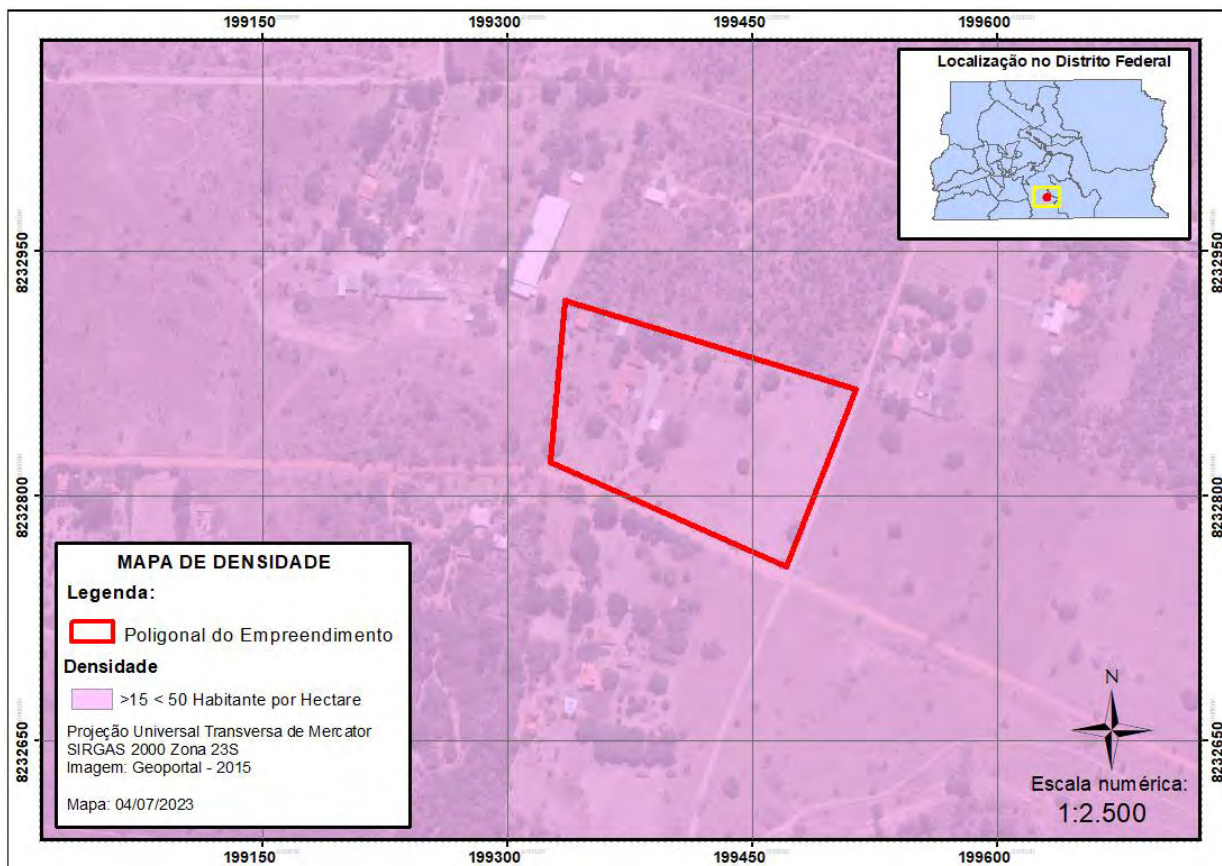 199150 199300 199450 199600
Localização no Distrito Federal
8232950 8232950
8232800 8232800
8232650 8232650
MAPA DE DENSIDADE
Legenda:
Poligonal do Empreendimento
Densidade
>15 < 50 Habitante por Hectare
Projeção Universal Transversa de Mercator
SIRGAS 2000 Zona 23S
Imagem: Geoportal - 2015
Mapa: 04/07/2023
N
Escala numérica:
1:2.500
199150 199300 199450 199600